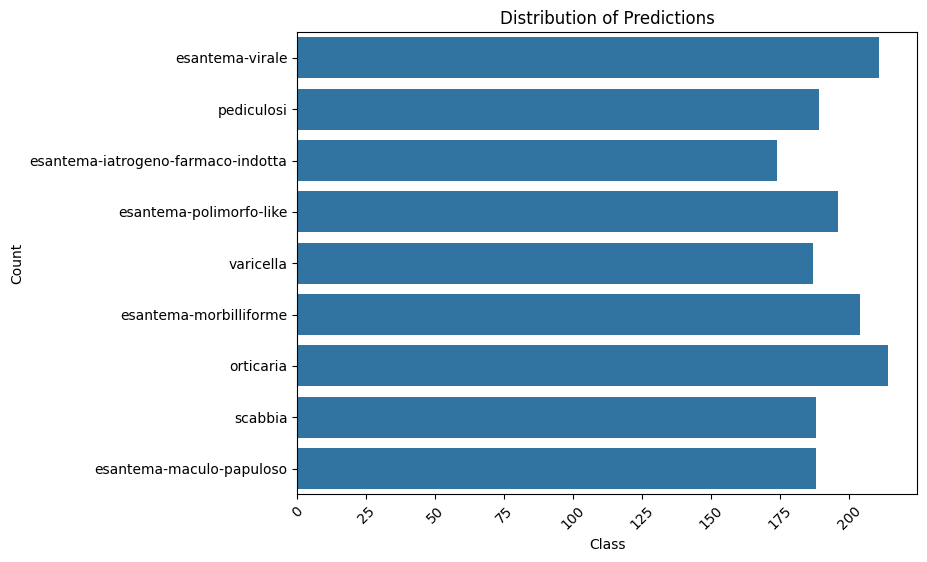 Distribution of Predictions
Count
esantema-virale
pediculosi
esantema-iatrogeno-farmaco-indotta
esantema-polimorfo-like
varicella
esantema-morbilliforme
orticaria
scabbia
esantema-maculo-papuloso
0 25 50 75 100 125 150 175 200
Class